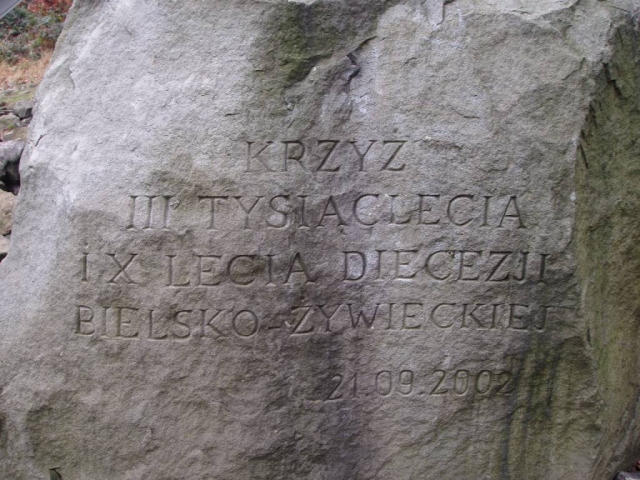 KRZYŻ
III TYSIĄCLECIA
I X LECIA DIECEZJI
BIELSKO-ŻYWIECKIEJ
21.09.2002